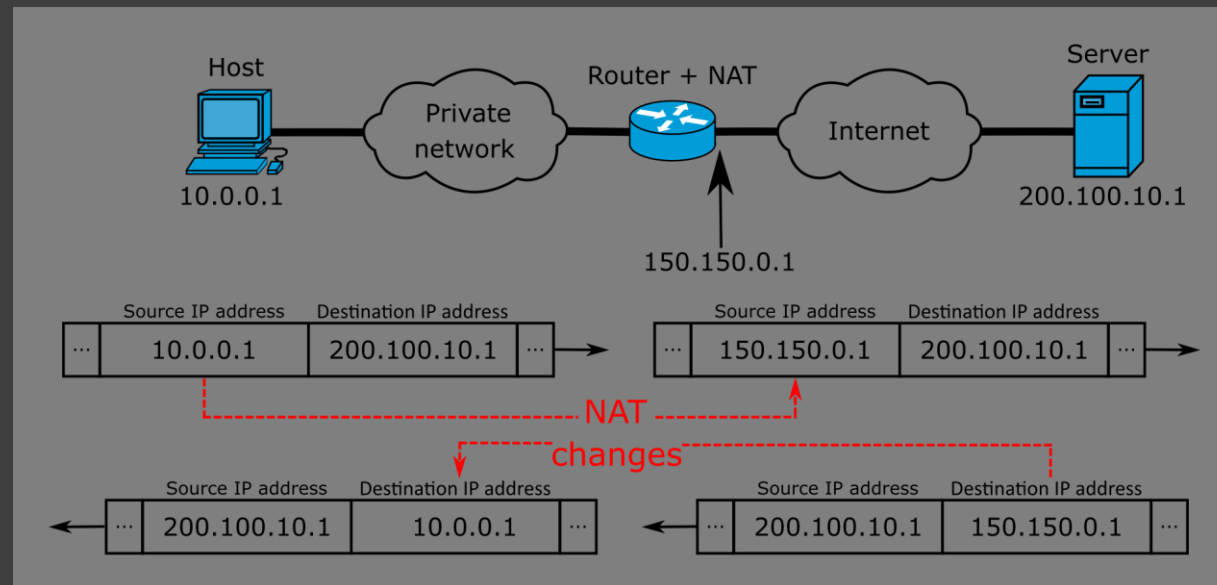 Host
Router + NAT
Server
Private
network
Internet
10.0.0.1
200.100.10.1
150.150.0.1
Source IP address Destination IP address
... 10.0.0.1 200.100.10.1 ...
Source IP address Destination IP address
... 150.150.0.1 200.100.10.1 ...
NAT
changes
Source IP address Destination IP address
... 200.100.10.1 10.0.0.1 ...
Source IP address Destination IP address
... 200.100.10.1 150.150.0.1 ...